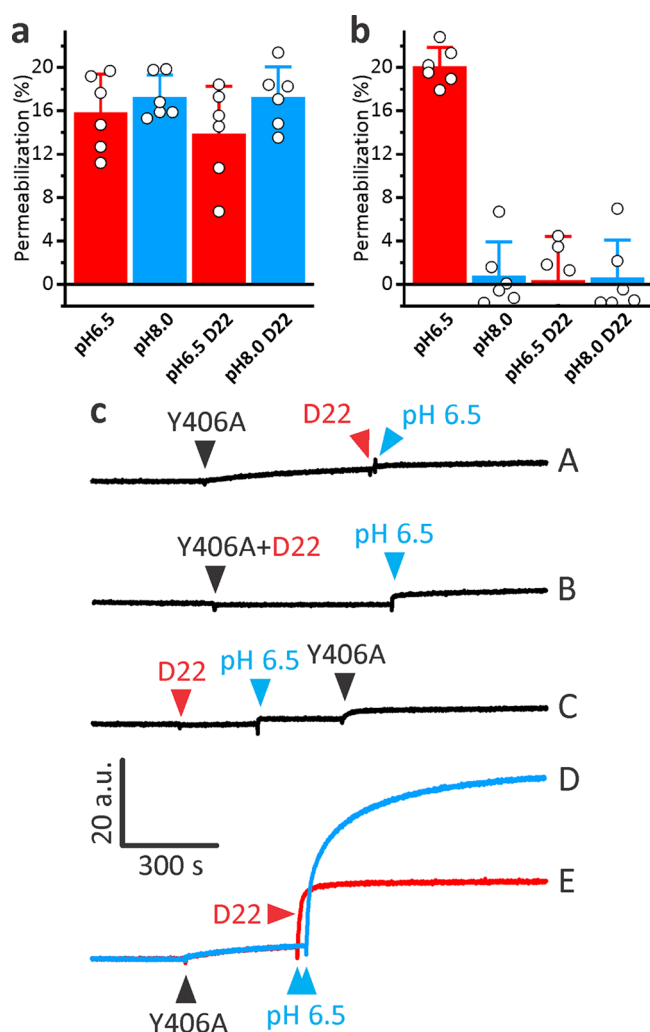 a
Permeabilization (%)
20
16
12
8
4
0
pH6.5
pH8.0
pH6.5 D22
pH8.0 D22
b
Permeabilization (%)
20
16
12
8
4
0
pH6.5
pH8.0
pH6.5 D22
pH8.0 D22
c
Y406A
D22
pH 6.5
A
Y406A+D22
pH 6.5
B
D22
pH 6.5
Y406A
C
20 a.u.
300 s
D
E
D22
Y406A
pH 6.5